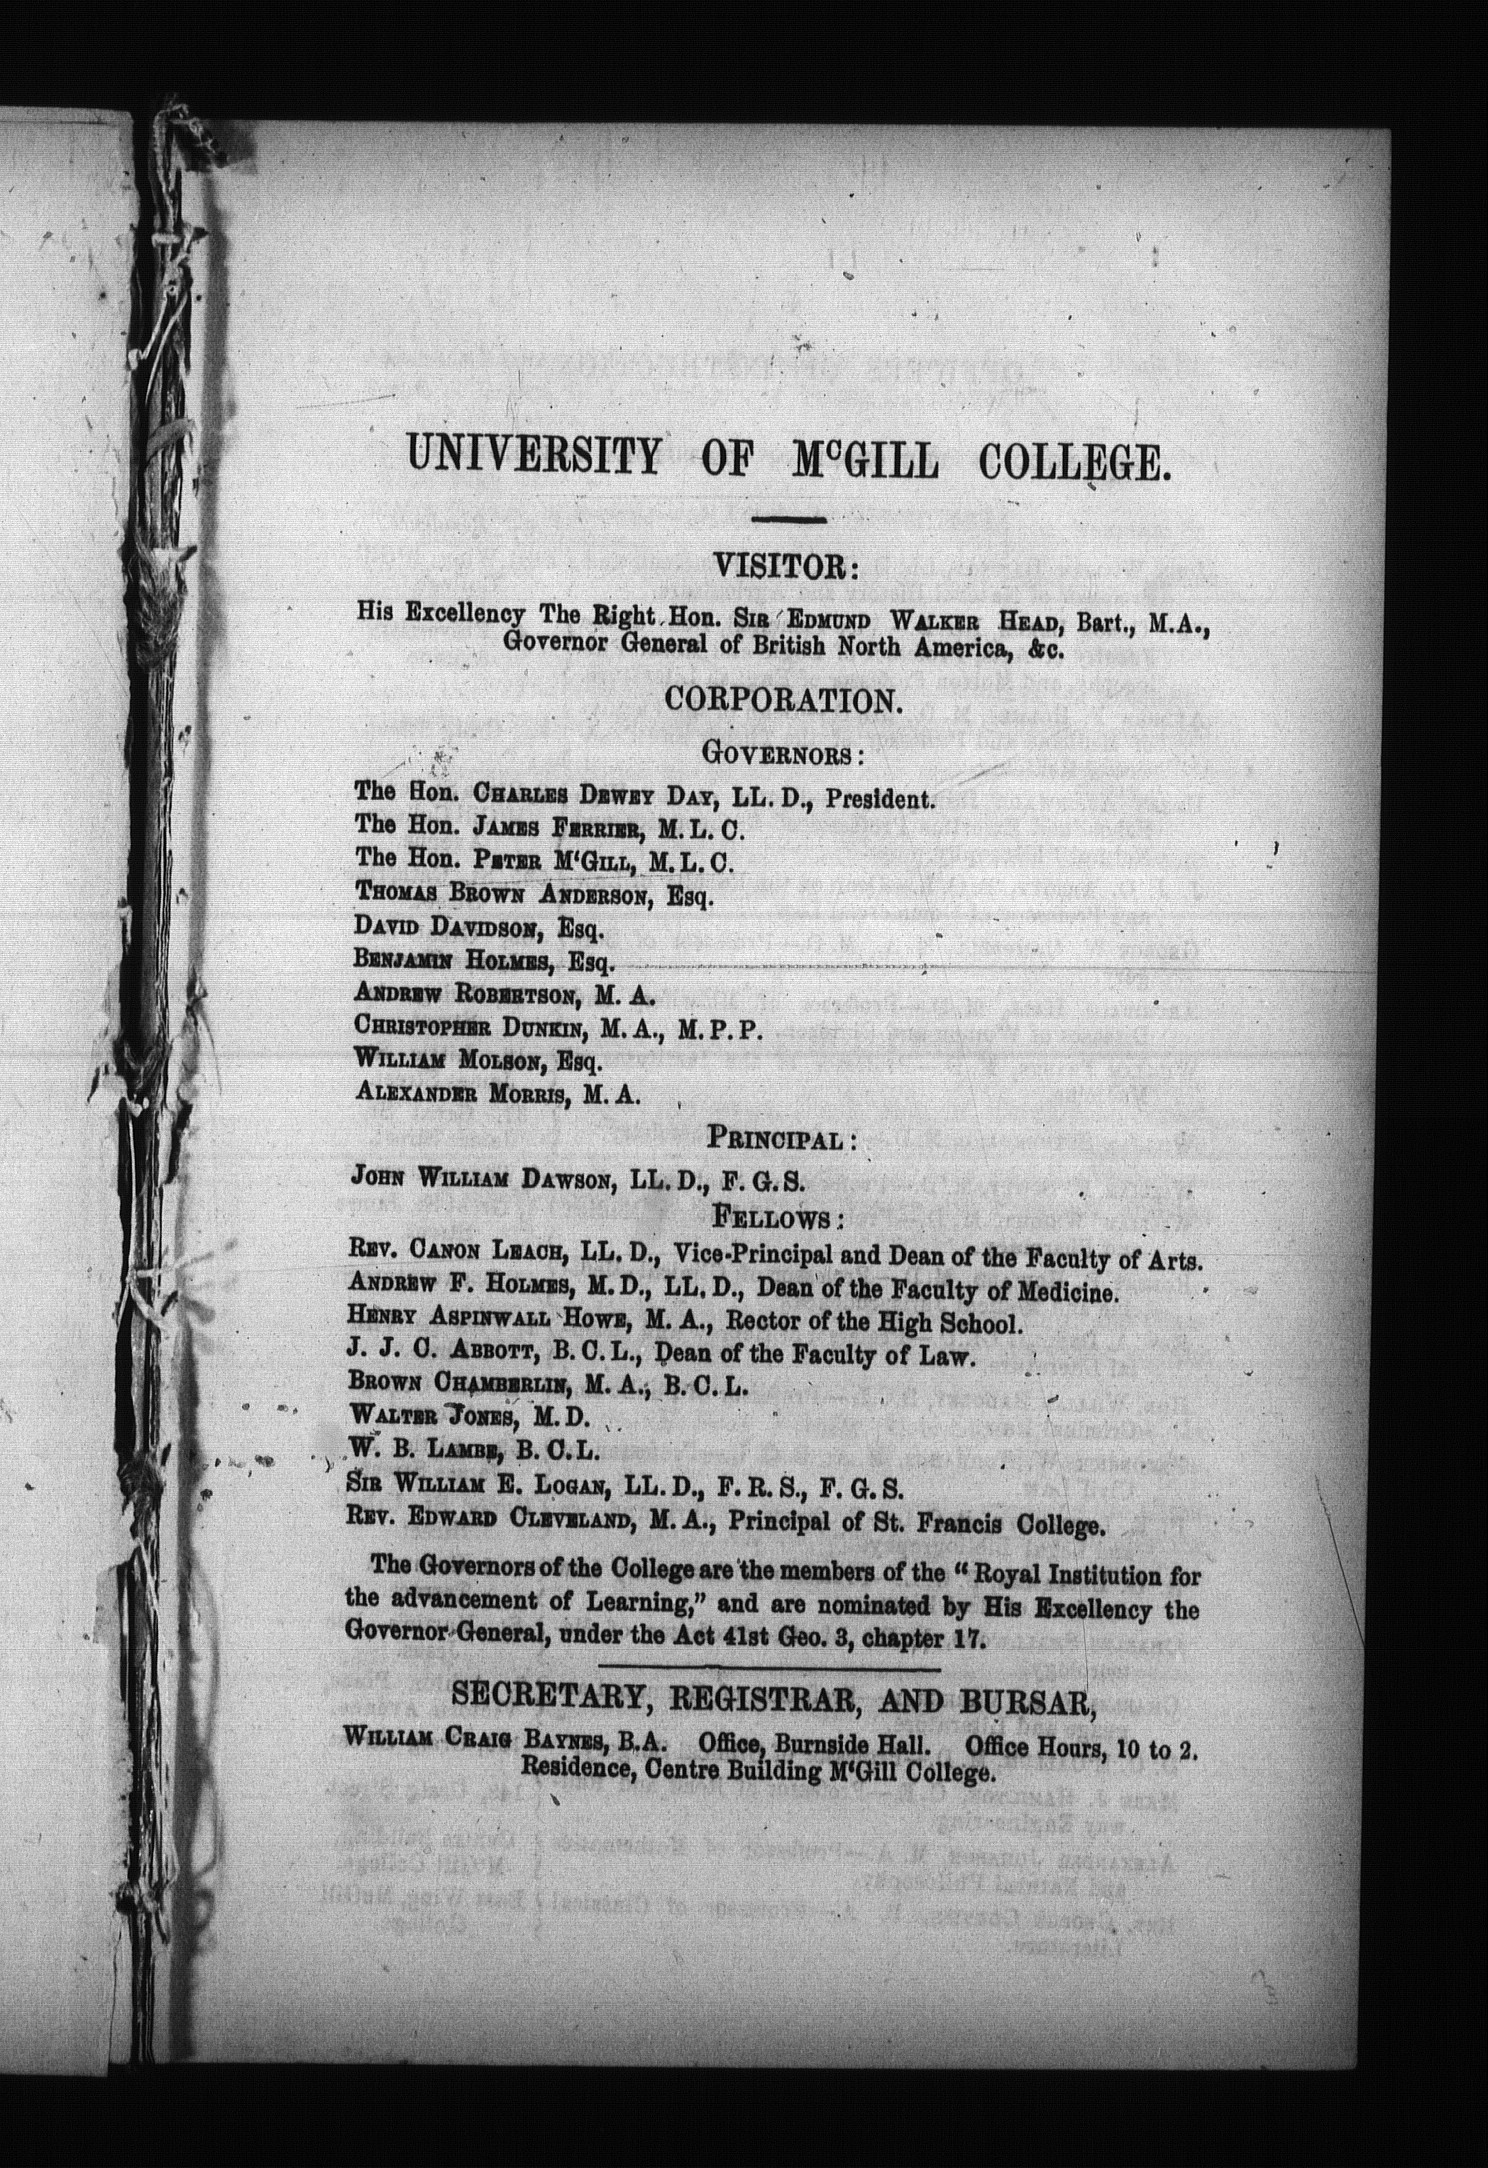 UNIVERSITY OF MCGILL COLLEGE.
VISITOR:
His Excellency The Right Hon. SIR EDMUND WALKER HEAD, Bart., M.A.,
Governor General of British North America, &c.
CORPORATION.
GOVERNORS:
The Hon. CHARLES DEWEY DAY, LL. D., President.
The Hon. JAMES FERRIER, M. L. C.
The Hon. PETER M'GILL, M. L. C.
THOMAS BROWN ANDERSON, Esq.
DAVID DAVIDSON, Esq.
BENJAMIN HOLMES, Esq.
ANDREW ROBERTSON, M. A.
CHRISTOPHER DUNKIN, M. A., M. P. P.
WILLIAM MOLSON, Esq.
ALEXANDER MORRIS, M. A.
PRINCIPAL:
JOHN WILLIAM DAWSON, LL. D., F. G. S.
FELLOWS:
REV. CANON LEACH, LL. D., Vice-Principal and Dean of the Faculty of Arts.
ANDREW F. HOLMES, M. D., LL. D., Dean of the Faculty of Medicine.
HENRY ASPINWALL HOWE, M. A., Rector of the High School.
J. J. C. ABBOTT, B. C. L., Dean of the Faculty of Law.
BROWN CHAMBERLIN, M. A., B. C. L.
WALTER JONES, M. D.
W. B. LAMBE, B. C. L.
SIR WILLIAM E. LOGAN, LL. D., F. R. S., F. G. S.
REV. EDWARD CLEVELAND, M. A., Principal of St. Francis College.
The Governors of the College are the members of the "Royal Institution for
the advancement of Learning," and are nominated by His Excellency the
Governor General, under the Act 41st Geo. 3, chapter 17.
SECRETARY, REGISTRAR, AND BURSAR,
WILLIAM CRAIG BAYNES, B.A. Office, Burnside Hall. Office Hours, 10 to 2.
Residence, Centre Building M'Gill College.